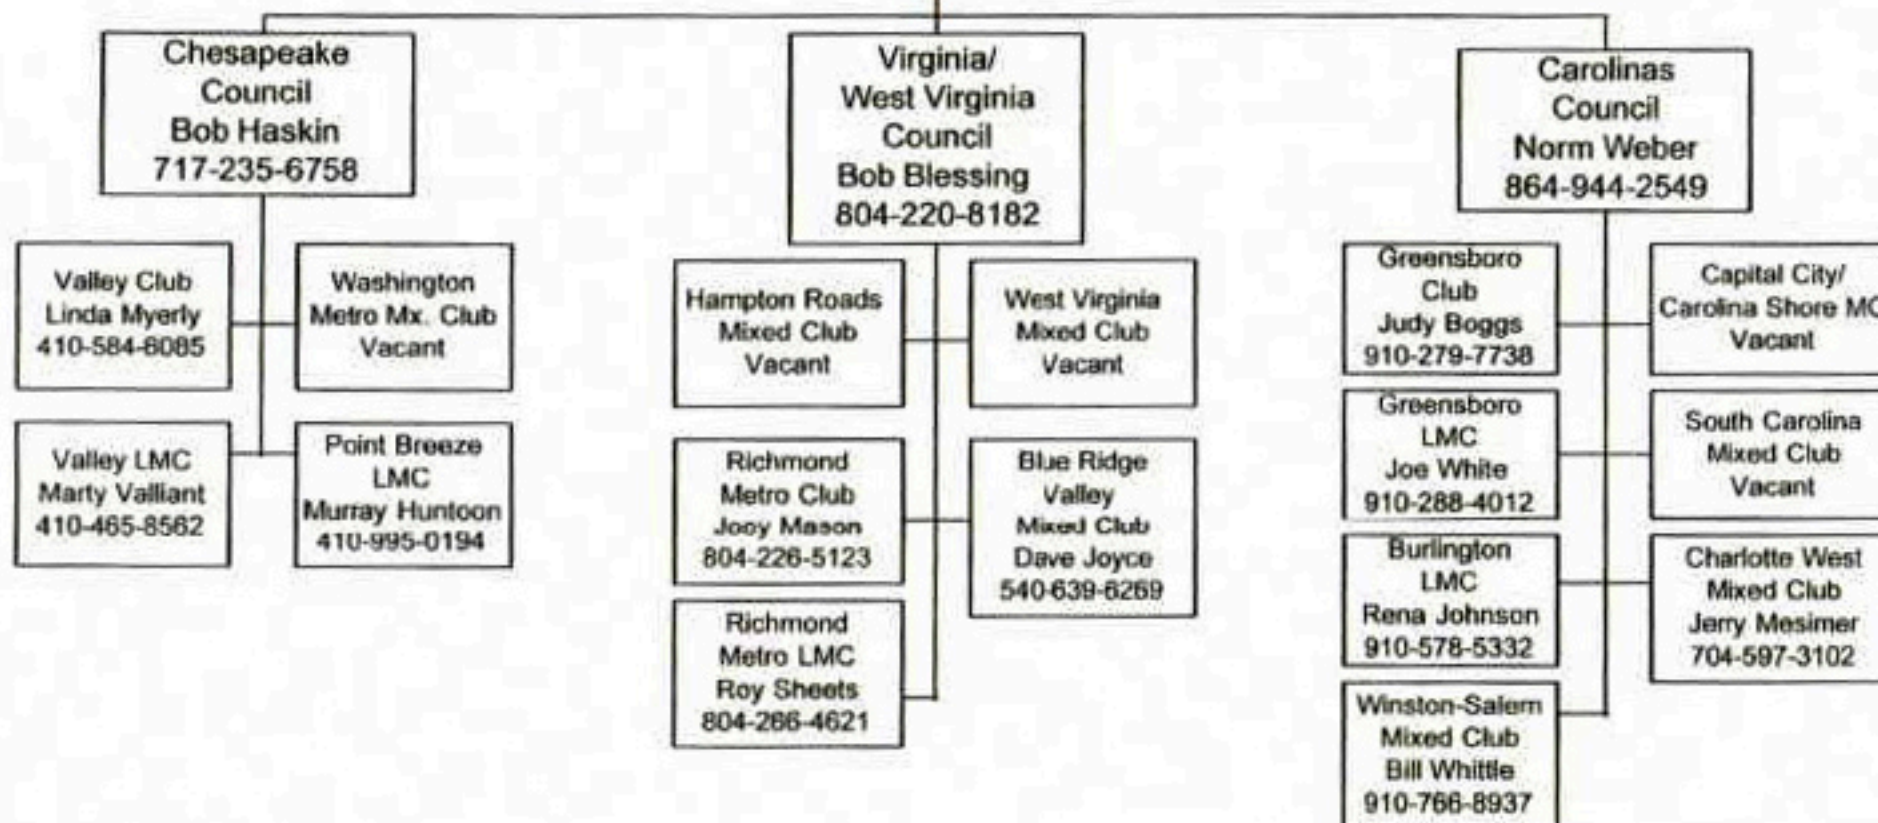 Chesapeake
Council
Bob Haskin
717-235-6758
Valley Club
Linda Myerly
410-584-6085
Washington
Metro Mx. Club
Vacant
Valley LMC
Marty Valliant
410-465-8562
Point Breeze
LMC
Murray Huntoon
410-995-0194
Virginia/
West Virginia
Council
Bob Blessing
804-220-8182
Hampton Roads
Mixed Club
Vacant
West Virginia
Mixed Club
Vacant
Richmond
Metro Club
Joey Mason
804-226-5123
Blue Ridge
Valley
Mixed Club
Dave Joyce
540-639-6269
Richmond
Metro LMC
Roy Sheets
804-266-4621
Carolinas
Council
Norm Weber
864-944-2549
Greensboro
Club
Judy Boggs
910-279-7738
Capital City/
Carolina Shore MC
Vacant
Greensboro
LMC
Joe White
910-288-4012
South Carolina
Mixed Club
Vacant
Burlington
LMC
Rena Johnson
910-578-5332
Charlotte West
Mixed Club
Jerry Mesimer
704-597-3102
Winston-Salem
Mixed Club
Bill Whittle
910-766-8937